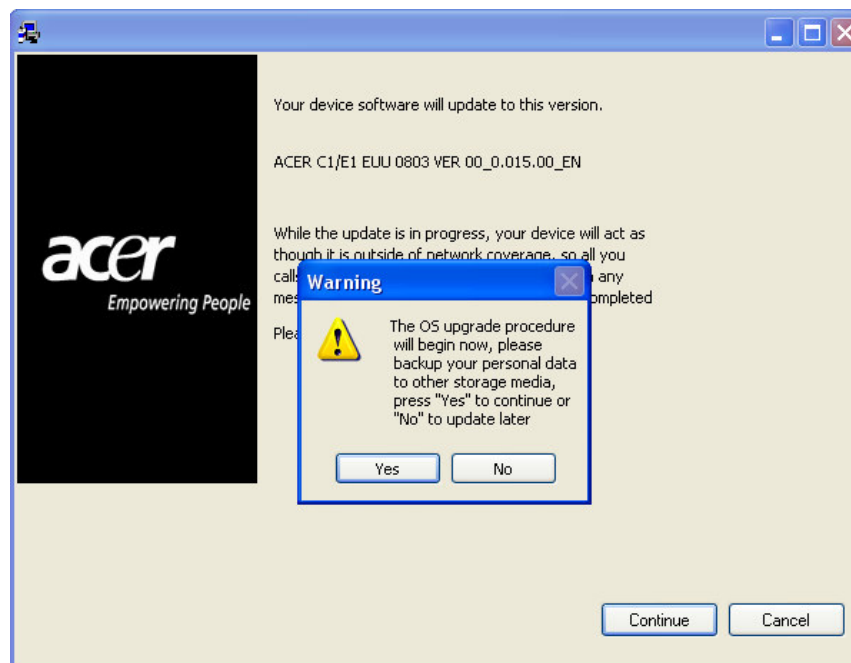 Your device software will update to this version.
ACER C1/E1 EUU 0803 VER 00_0.015.00_EN
While the update is in progress, your device will act as
though it is outside of network coverage, so all you
calls any
mes ompleted
Plea
acer
Empowering People
Warning
The OS upgrade procedure
will begin now, please
backup your personal data
to other storage media,
press "Yes" to continue or
"No" to update later
Yes
No
Continue
Cancel